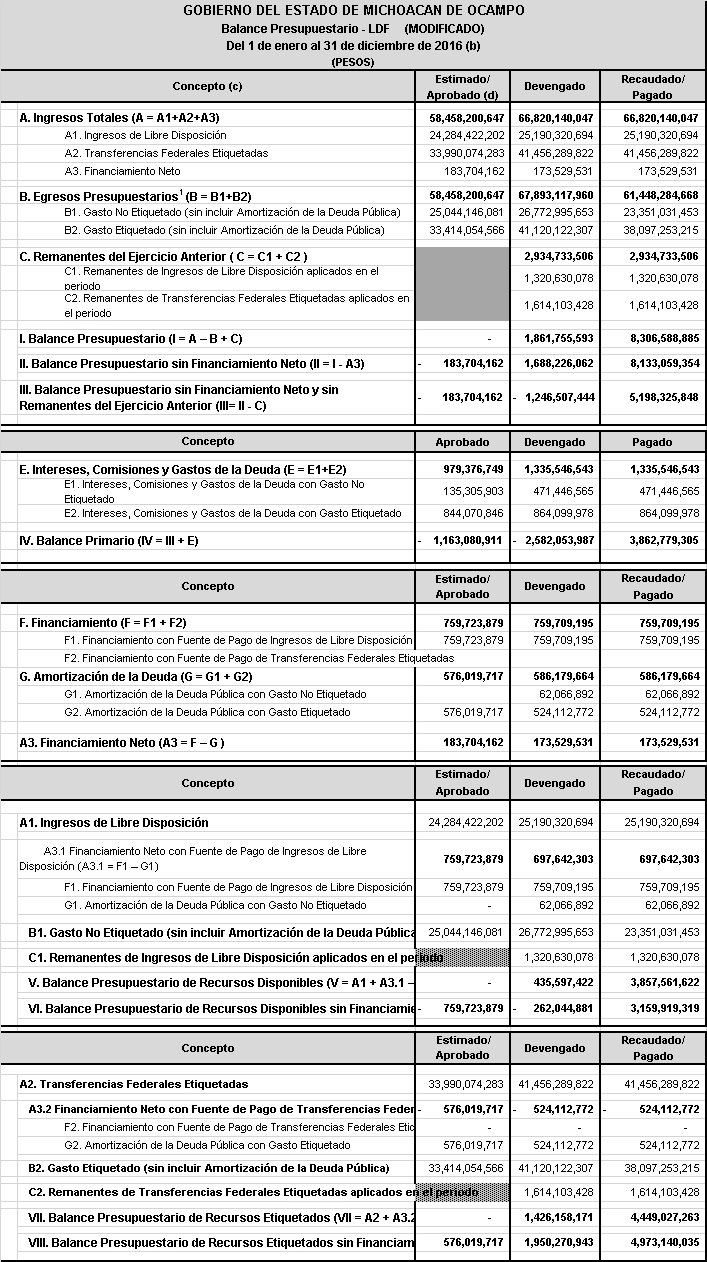 GOBIERNO DEL ESTADO DE MICHOACAN DE OCAMPO
Balance Presupuestario - LDF (MODIFICADO)
Del 1 de enero al 31 de diciembre de 2016 (b)
(PESOS)
Concepto (c) Estimado/ Aprobado (d) Devengado Recaudado/ Pagado
A. Ingresos Totales (A = A1+A2+A3) 58,458,200,647 66,820,140,047 66,820,140,047
A1. Ingresos de Libre Disposición 24,284,422,202 25,190,320,694 25,190,320,694
A2. Transferencias Federales Etiquetadas 33,990,074,283 41,456,289,822 41,456,289,822
A3. Financiamiento Neto 183,704,162 173,529,531 173,529,531
B. Egresos Presupuestarios1 (B = B1+B2) 58,458,200,647 67,893,117,960 61,448,284,668
B1. Gasto No Etiquetado (sin incluir Amortización de la Deuda Pública) 25,044,146,081 26,772,995,653 23,351,031,453
B2. Gasto Etiquetado (sin incluir Amortización de la Deuda Pública) 33,414,054,566 41,120,122,307 38,097,253,215
C. Remanentes del Ejercicio Anterior ( C = C1 + C2 ) 2,934,733,506 2,934,733,506
C1. Remanentes de Ingresos de Libre Disposición aplicados en el
periodo 1,320,630,078 1,320,630,078
C2. Remanentes de Transferencias Federales Etiquetadas aplicados en
el periodo 1,614,103,428 1,614,103,428
I. Balance Presupuestario (I = A – B + C) - 1,861,755,593 8,306,588,885
II. Balance Presupuestario sin Financiamiento Neto (II = I - A3) - 183,704,162 1,688,226,062 8,133,059,354
III. Balance Presupuestario sin Financiamiento Neto y sin
Remanentes del Ejercicio Anterior (III= II - C) - 183,704,162 - 1,246,507,444 5,198,325,848
Concepto Aprobado Devengado Pagado
E. Intereses, Comisiones y Gastos de la Deuda (E = E1+E2) 979,376,749 1,335,546,543 1,335,546,543
E1. Intereses, Comisiones y Gastos de la Deuda con Gasto No
Etiquetado 135,305,903 471,446,565 471,446,565
E2. Intereses, Comisiones y Gastos de la Deuda con Gasto Etiquetado 844,070,846 864,099,978 864,099,978
IV. Balance Primario (IV = III + E) - 1,163,080,911 - 2,582,053,987 3,862,779,305
Concepto Estimado/ Aprobado Devengado Recaudado/ Pagado
F. Financiamiento (F = F1 + F2) 759,723,879 759,709,195 759,709,195
F1. Financiamiento con Fuente de Pago de Ingresos de Libre Disposición 759,723,879 759,709,195 759,709,195
F2. Financiamiento con Fuente de Pago de Transferencias Federales Etiquetadas
G. Amortización de la Deuda (G = G1 + G2) 576,019,717 586,179,664 586,179,664
G1. Amortización de la Deuda Pública con Gasto No Etiquetado 62,066,892 62,066,892
G2. Amortización de la Deuda Pública con Gasto Etiquetado 576,019,717 524,112,772 524,112,772
A3. Financiamiento Neto (A3 = F – G ) 183,704,162 173,529,531 173,529,531
Concepto Estimado/ Aprobado Devengado Recaudado/ Pagado
A1. Ingresos de Libre Disposición 24,284,422,202 25,190,320,694 25,190,320,694
A3.1 Financiamiento Neto con Fuente de Pago de Ingresos de Libre
Disposición (A3.1 = F1 – G1) 759,723,879 697,642,303 697,642,303
F1. Financiamiento con Fuente de Pago de Ingresos de Libre Disposición 759,723,879 759,709,195 759,709,195
G1. Amortización de la Deuda Pública con Gasto No Etiquetado - 62,066,892 62,066,892
B1. Gasto No Etiquetado (sin incluir Amortización de la Deuda Pública 25,044,146,081 26,772,995,653 23,351,031,453
C1. Remanentes de Ingresos de Libre Disposición aplicados en el periodo 1,320,630,078 1,320,630,078
V. Balance Presupuestario de Recursos Disponibles (V = A1 + A3.1 – - 435,597,422 3,857,561,622
VI. Balance Presupuestario de Recursos Disponibles sin Financiamie - 759,723,879 - 262,044,881 3,159,919,319
Concepto Estimado/ Aprobado Devengado Recaudado/ Pagado
A2. Transferencias Federales Etiquetadas 33,990,074,283 41,456,289,822 41,456,289,822
A3.2 Financiamiento Neto con Fuente de Pago de Transferencias Feder - 576,019,717 - 524,112,772 - 524,112,772
F2. Financiamiento con Fuente de Pago de Transferencias Federales Etic - - -
G2. Amortización de la Deuda Pública con Gasto Etiquetado 576,019,717 524,112,772 524,112,772
B2. Gasto Etiquetado (sin incluir Amortización de la Deuda Pública) 33,414,054,566 41,120,122,307 38,097,253,215
C2. Remanentes de Transferencias Federales Etiquetadas aplicados en el periodo 1,614,103,428 1,614,103,428
VII. Balance Presupuestario de Recursos Etiquetados (VII = A2 + A3.2 - 1,426,158,171 4,449,027,263
VIII. Balance Presupuestario de Recursos Etiquetados sin Financiam 576,019,717 1,950,270,943 4,973,140,035